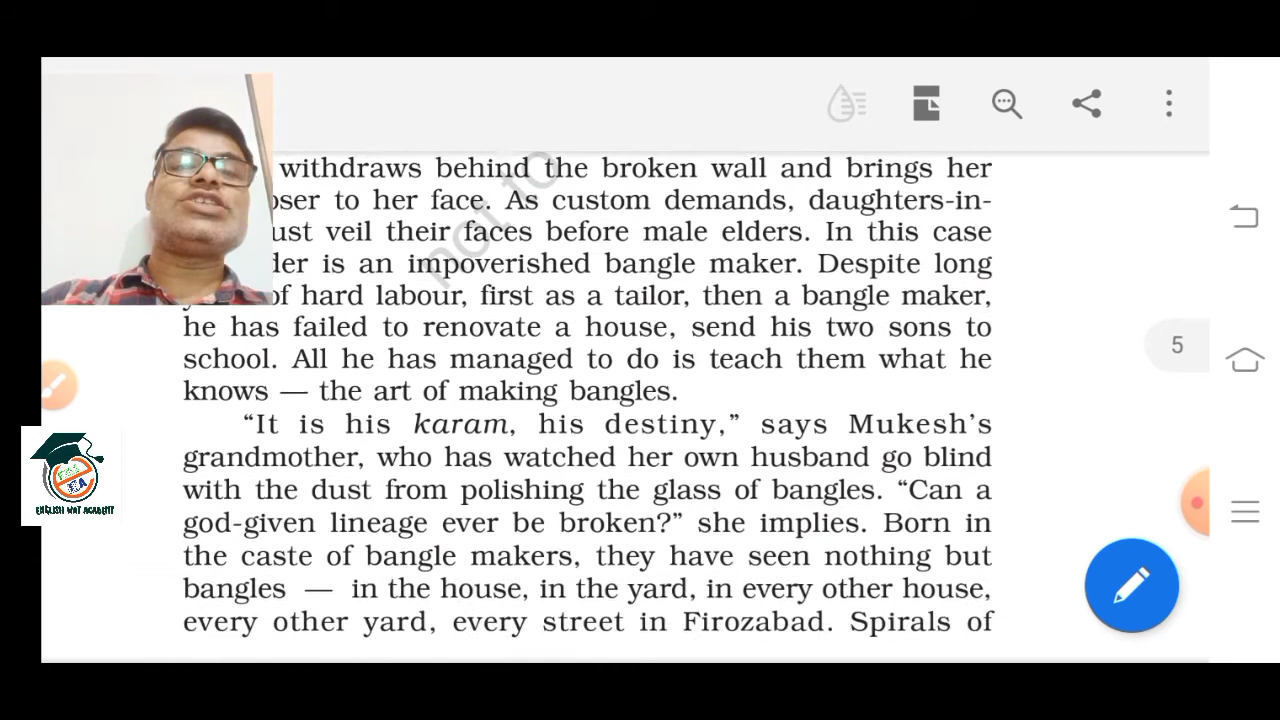 withdraws behind the broken wall and brings her
oser to her face. As custom demands, daughters-in-
ust veil their faces before male elders. In this case
der is an impoverished bangle maker. Despite long
of hard labour, first as a tailor, then a bangle maker,
he has failed to renovate a house, send his two sons to
school. All he has managed to do is teach them what he
knows — the art of making bangles.
“It is his karam, his destiny,” says Mukesh’s
grandmother, who has watched her own husband go blind
with the dust from polishing the glass of bangles. “Can a
god-given lineage ever be broken?” she implies. Born in
the caste of bangle makers, they have seen nothing but
bangles — in the house, in the yard, in every other house,
every other yard, every street in Firozabad. Spirals of
not to
5
ENGLISH WAY ACADEMY